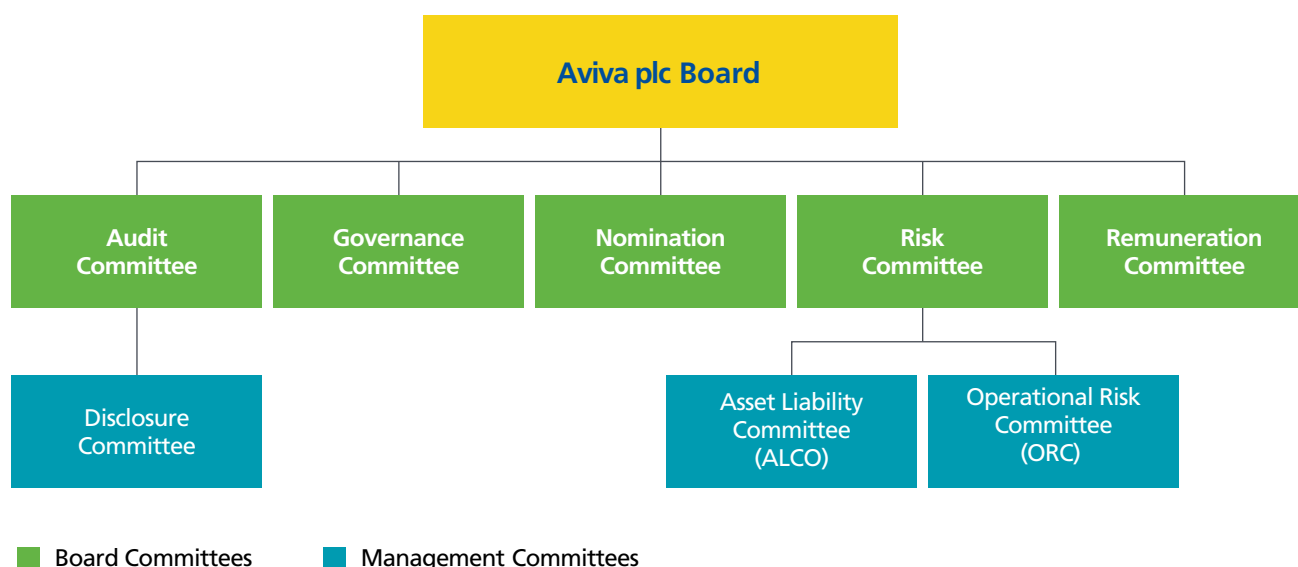 Aviva plc Board
Audit
Committee
Governance
Committee
Nomination
Committee
Risk
Committee
Remuneration
Committee
Disclosure
Committee
Asset Liability
Committee
(ALCO)
Operational Risk
Committee
(ORC)
Board Committees
Management Committees